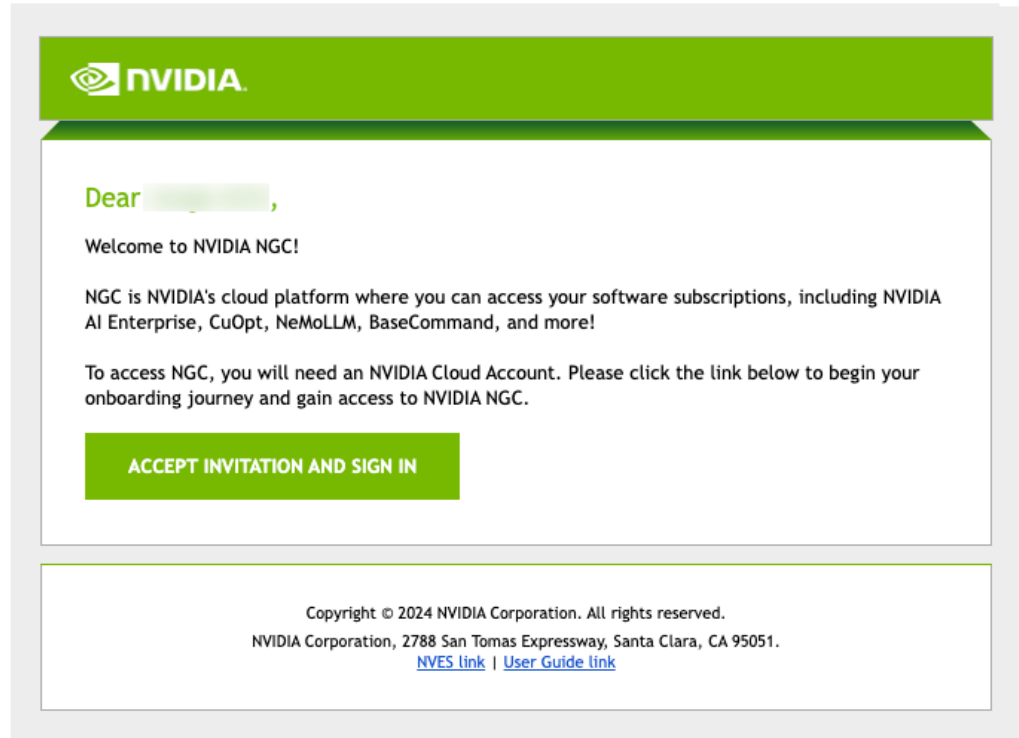 NVIDIA.
Dear ,
Welcome to NVIDIA NGC!
NGC is NVIDIA's cloud platform where you can access your software subscriptions, including NVIDIA
AI Enterprise, CuOpt, NeMoLLM, BaseCommand, and more!
To access NGC, you will need an NVIDIA Cloud Account. Please click the link below to begin your
onboarding journey and gain access to NVIDIA NGC.
ACCEPT INVITATION AND SIGN IN
Copyright © 2024 NVIDIA Corporation. All rights reserved.
NVIDIA Corporation, 2788 San Tomas Expressway, Santa Clara, CA 95051.
NVES link | User Guide link